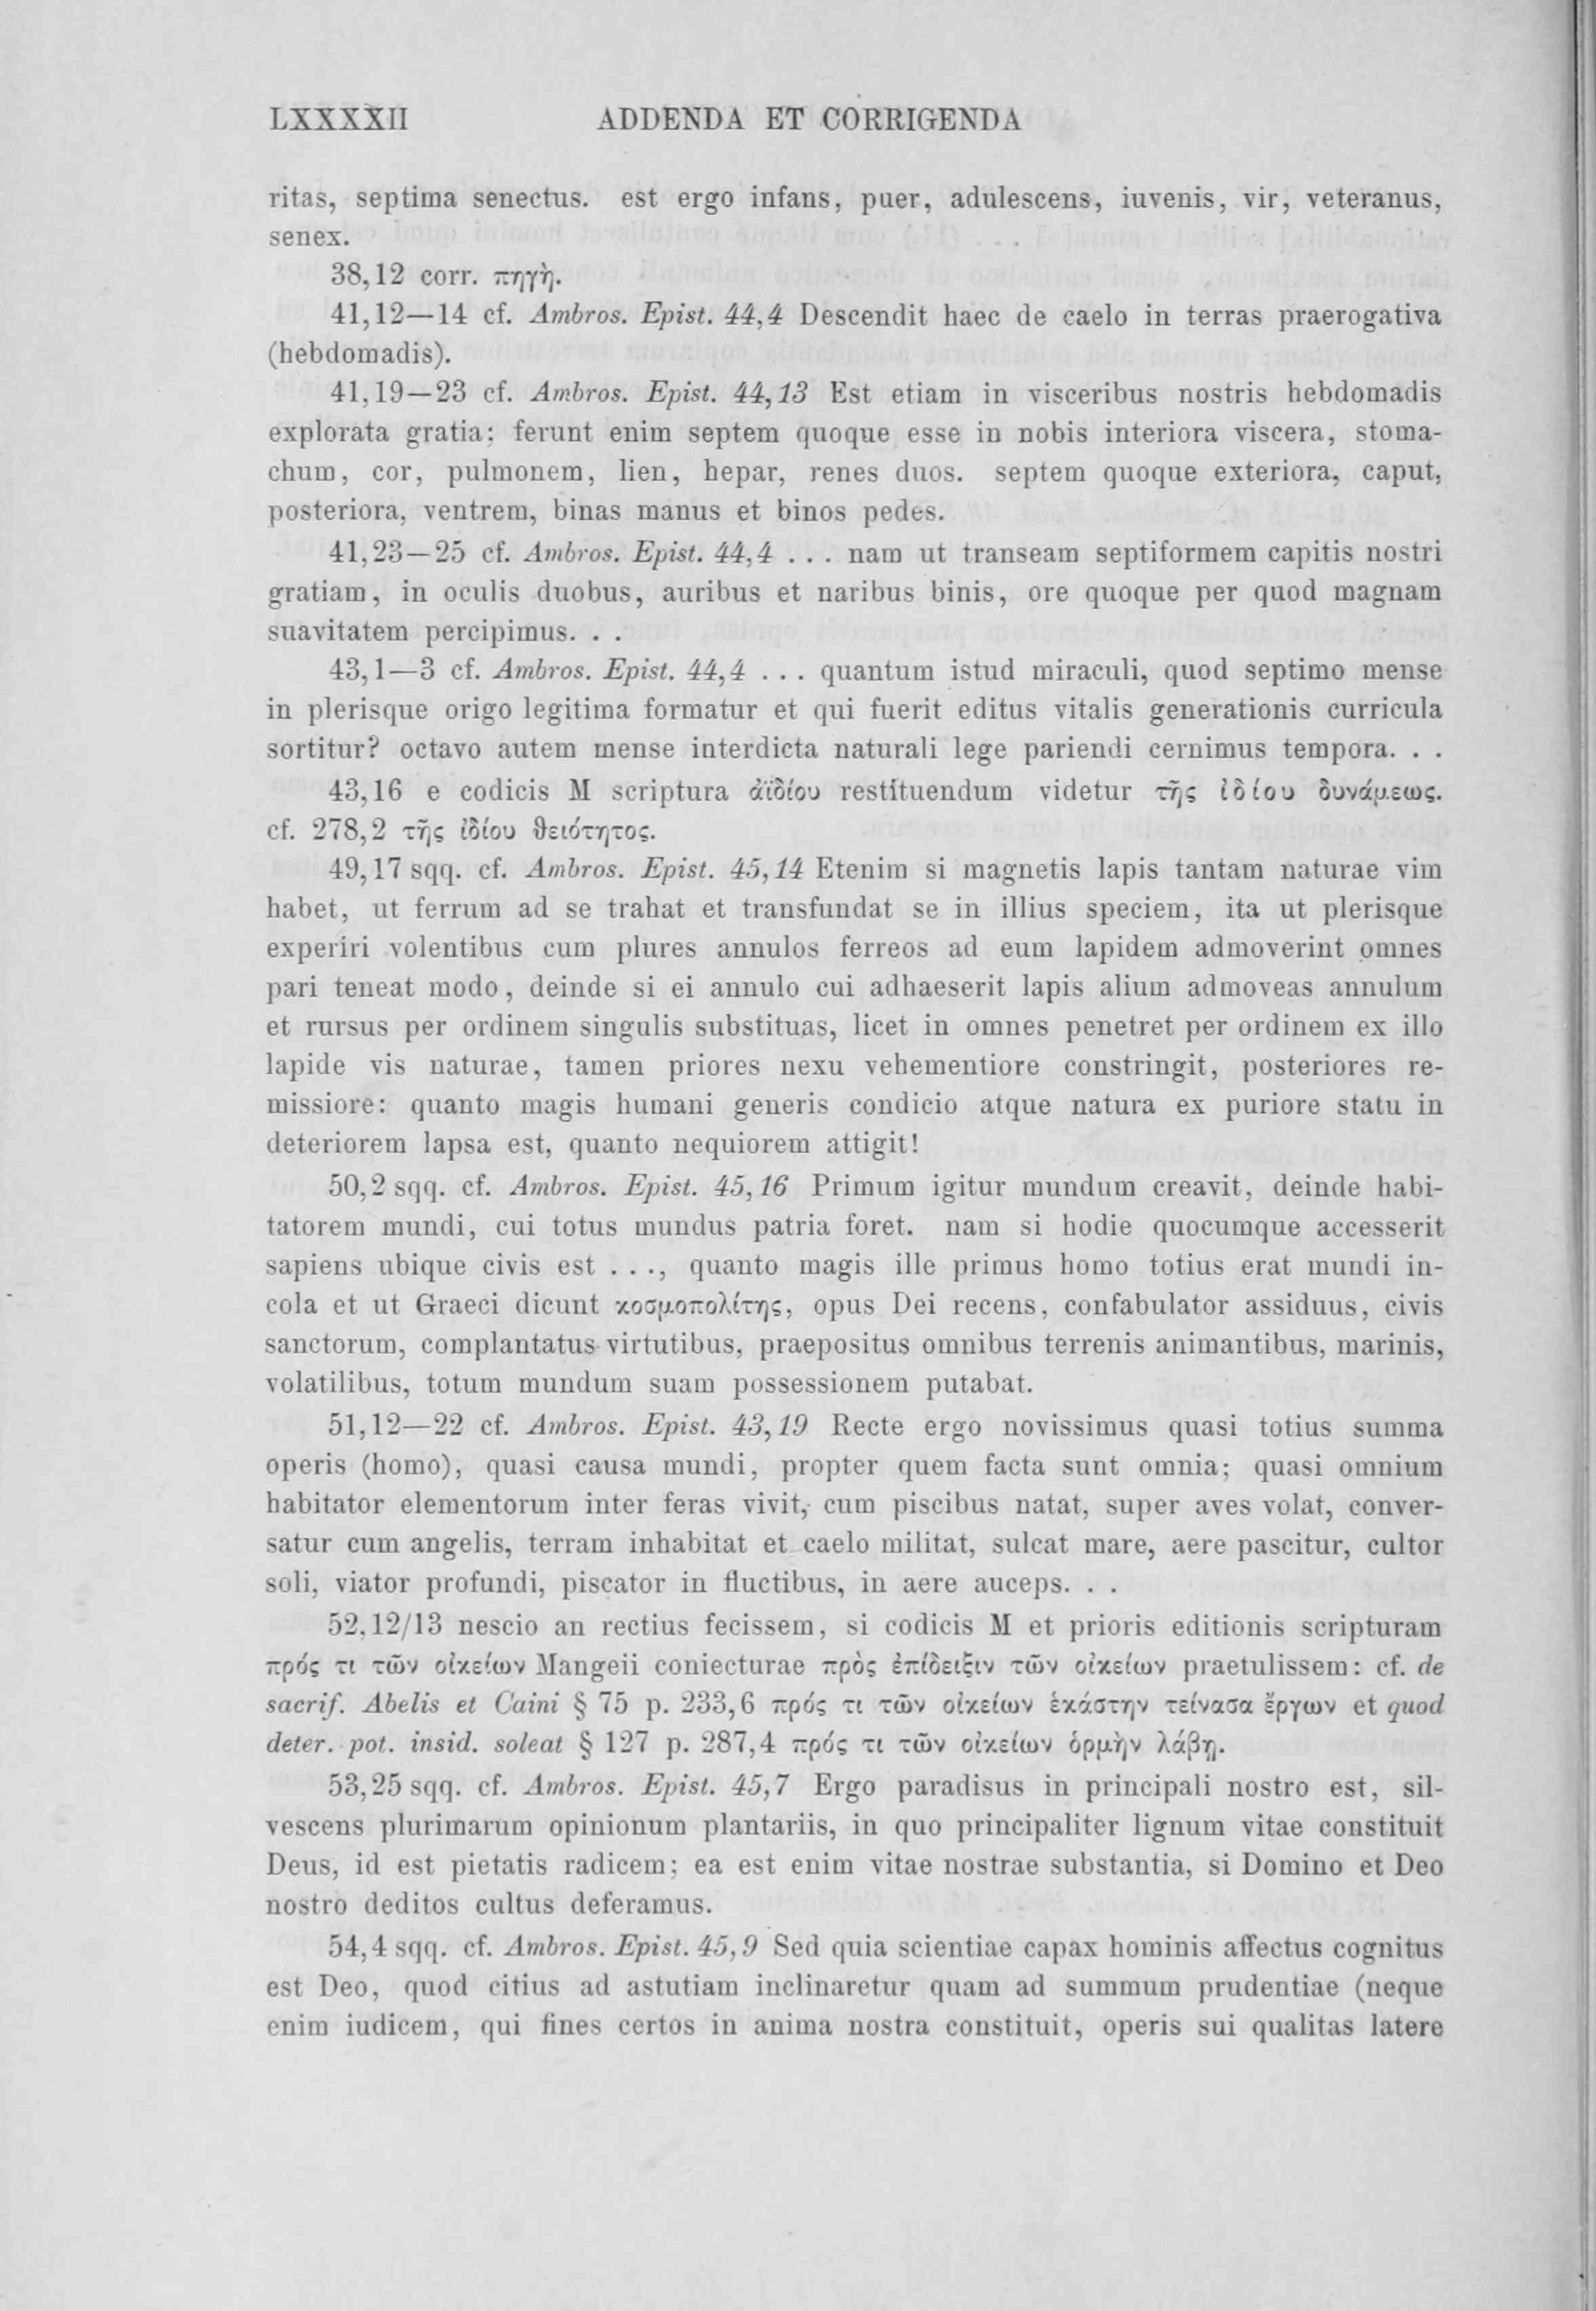 LXXXXII ADDENDA ET CORRIGENDA
ritas, septima senectus. est ergo infans, puer, adulescens, iuvenis, vir, veteranus,
senex.
38,12 corr. πηγὴ.
41,12—14 cf. Ambros. Epist. 44,4 Descendit haec de caelo in terras praerogativa
(hebdomadis).
41,19—23 cf. Ambros. Epist. 44,13 Est etiam in visceribus nostris hebdomadis
explorata gratia; ferunt enim septem quoque esse in nobis interiora viscera, stoma-
chum, cor, pulmonem, lien, hepar, renes duos. septem quoque exteriora, caput,
posteriora, ventrem, binas manus et binos pedes.
41,23—25 cf. Ambros. Epist. 44,4 ... nam ut transeam septiformem capitis nostri
gratiam, in oculis duobus, auribus et naribus binis, ore quoque per quod magnam
suavitatem percipimus. . .
43,1—3 cf. Ambros. Epist. 44,4 ... quantum istud miraculi, quod septimo mense
in plerisque origo legitima formatur et qui fuerit editus vitalis generationis curricula
sortitur? octavo autem mense interdicta naturali lege pariendi cernimus tempora. . .
43,16 e codicis M scriptura ἀϊδίου restituendum videtur τῆς ἰδίου δυνάμεως.
cf. 278,2 τῆς ἰδίου θειότητος.
49,17 sqq. cf. Ambros. Epist. 45,14 Etenim si magnetis lapis tantam naturae vim
habet, ut ferrum ad se trahat et transfundat se in illius speciem, ita ut plerisque
experiri volentibus cum plures annulos ferreos ad eum lapidem admoverint omnes
pari teneat modo, deinde si ei annulo cui adhaeserit lapis alium admoveas annulum
et rursus per ordinem singulis substituas, licet in omnes penetret per ordinem ex illo
lapide vis naturae, tamen priores nexu vehementiore constringit, posteriores re-
missiore: quanto magis humani generis condicio atque natura ex puriore statu in
deteriorem lapsa est, quanto nequiorem attigit!
50,2 sqq. cf. Ambros. Epist. 45,16 Primum igitur mundum creavit, deinde habi-
tatorem mundi, cui totus mundus patria foret. nam si hodie quocumque accesserit
sapiens ubique civis est ..., quanto magis ille primus homo totius erat mundi in-
cola et ut Graeci dicunt κοσμοπολίτης, opus Dei recens, confabulator assiduus, civis
sanctorum, complantatus virtutibus, praepositus omnibus terrenis animantibus, marinis,
volatilibus, totum mundum suam possessionem putabat.
51,12—22 cf. Ambros. Epist. 43,19 Recte ergo novissimus quasi totius summa
operis (homo), quasi causa mundi, propter quem facta sunt omnia; quasi omnium
habitator elementorum inter feras vivit, cum piscibus natat, super aves volat, conver-
satur cum angelis, terram inhabitat et caelo militat, sulcat mare, aere pascitur, cultor
soli, viator profundi, piscator in fluctibus, in aere auceps. . .
52,12/13 nescio an rectius fecissem, si codicis M et prioris editionis scripturam
πρός τι τῶν οἰκείων Mangeii coniecturae πρὸς ἐπίδειξιν τῶν οἰκείων praetulissem: cf. de
sacrif. Abelis et Caini § 75 p. 233,6 πρός τι τῶν οἰκείων ἑκάστην τείνασα ἔργων et quod
deter. pot. insid. soleat § 127 p. 287,4 πρός τι τῶν οἰκείων ὁρμὴν λάβῃ.
53,25 sqq. cf. Ambros. Epist. 45,7 Ergo paradisus in principali nostro est, sil-
vescens plurimarum opinionum plantariis, in quo principaliter lignum vitae constituit
Deus, id est pietatis radicem; ea est enim vitae nostrae substantia, si Domino et Deo
nostro deditos cultus deferamus.
54,4 sqq. cf. Ambros. Epist. 45,9 Sed quia scientiae capax hominis affectus cognitus
est Deo, quod citius ad astutiam inclinaretur quam ad summum prudentiae (neque
enim iudicem, qui fines certos in anima nostra constituit, operis sui qualitas latere